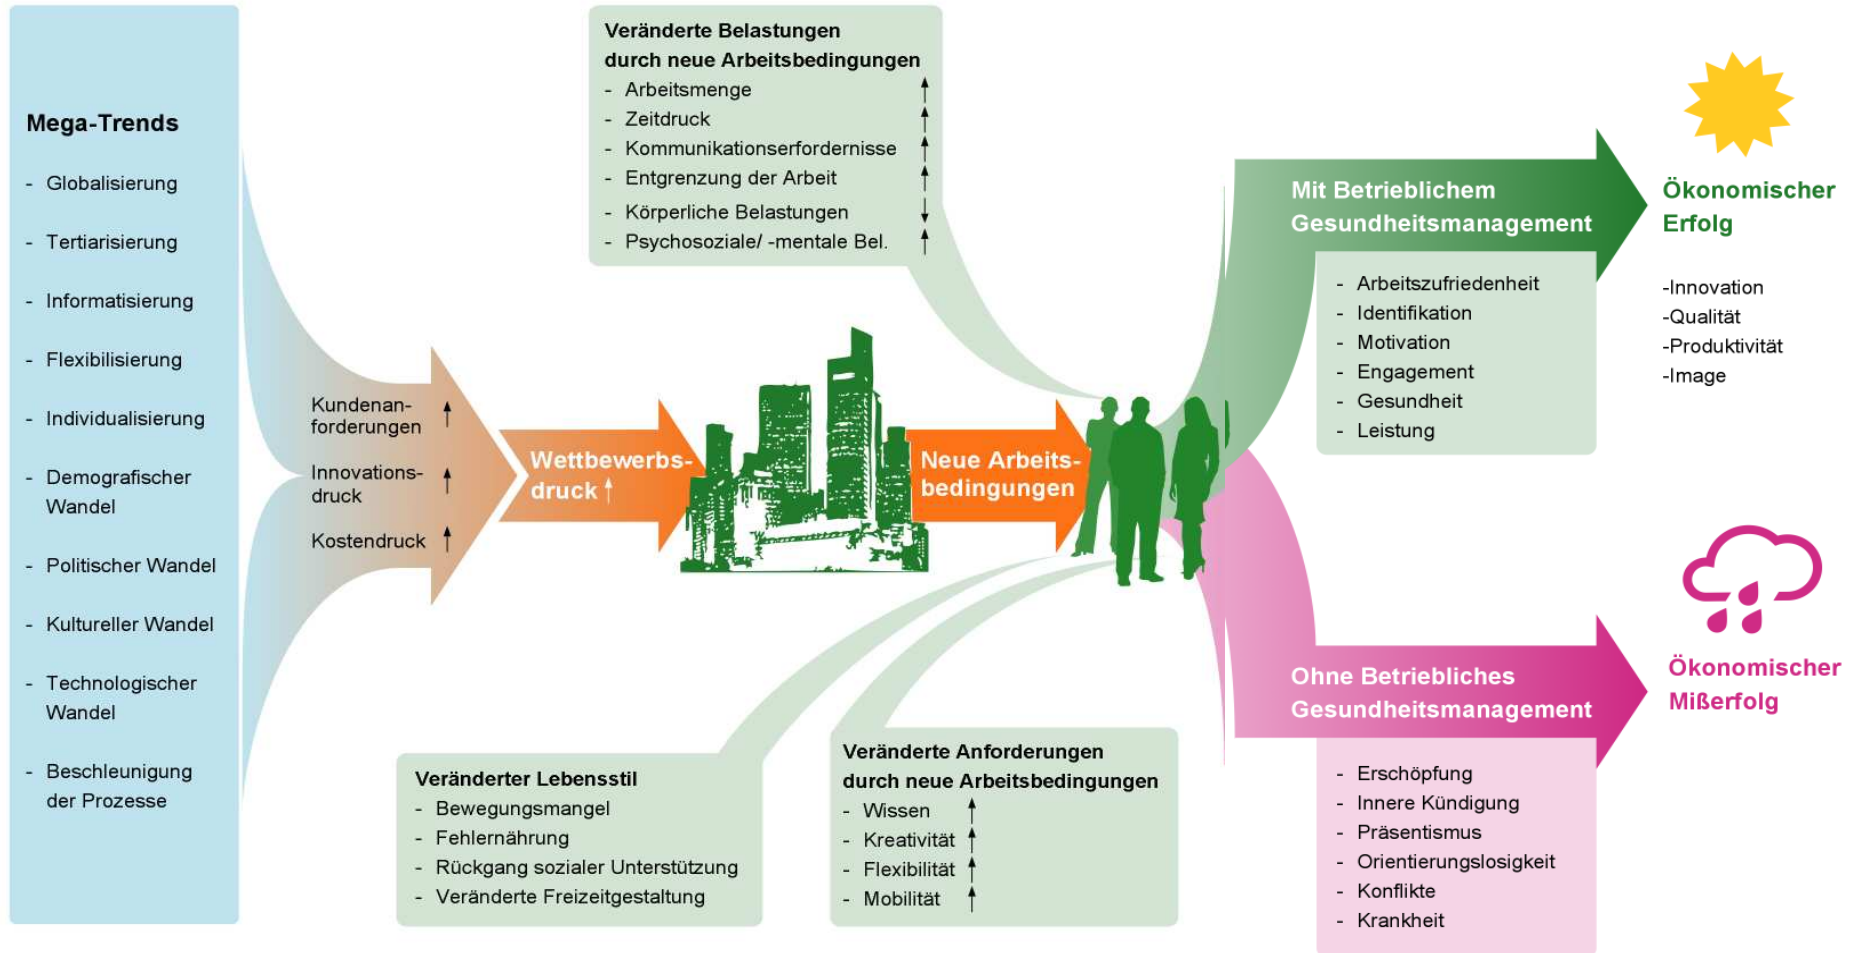 Mega-Trends
- Globalisierung
- Tertiarisierung
- Informatisierung
- Flexibilisierung
- Individualisierung
- Demografischer
Wandel
- Politischer Wandel
- Kultureller Wandel
- Technologischer
Wandel
- Beschleunigung
der Prozesse
Kundenan-
forderungen ↑
Innovations-
druck ↑
Kostendruck ↑
Wettbewerbs-
druck ↑
Veränderte Belastungen
durch neue Arbeitsbedingungen
- Arbeitsmenge ↑
- Zeitdruck ↑
- Kommunikationserfordernisse ↑
- Entgrenzung der Arbeit ↑
- Körperliche Belastungen ↓
- Psychosoziale/ -mentale Bel. ↑
Neue Arbeits-
bedingungen
Veränderter Lebensstil
- Bewegungsmangel
- Fehlernährung
- Rückgang sozialer Unterstützung
- Veränderte Freizeitgestaltung
Veränderte Anforderungen
durch neue Arbeitsbedingungen
- Wissen ↑
- Kreativität ↑
- Flexibilität ↑
- Mobilität ↑
Mit Betrieblichem
Gesundheitsmanagement
- Arbeitszufriedenheit
- Identifikation
- Motivation
- Engagement
- Gesundheit
- Leistung
Ökonomischer
Erfolg
-Innovation
-Qualität
-Produktivität
-Image
Ohne Betriebliches
Gesundheitsmanagement
- Erschöpfung
- Innere Kündigung
- Präsentismus
- Orientierungslosigkeit
- Konflikte
- Krankheit
Ökonomischer
Mißerfolg